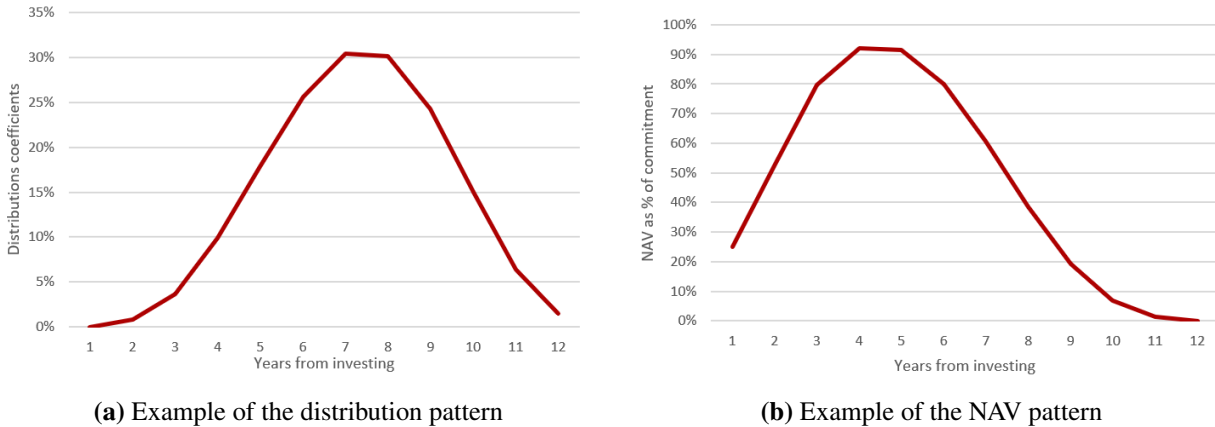 35%
30%
25%
20%
15%
10%
5%
0%
Distributions coefficients
1 2 3 4 5 6 7 8 9 10 11 12
Years from investing
(a) Example of the distribution pattern
100%
90%
80%
70%
60%
50%
40%
30%
20%
10%
0%
NAV as % of commitment
1 2 3 4 5 6 7 8 9 10 11 12
Years from investing
(b) Example of the NAV pattern